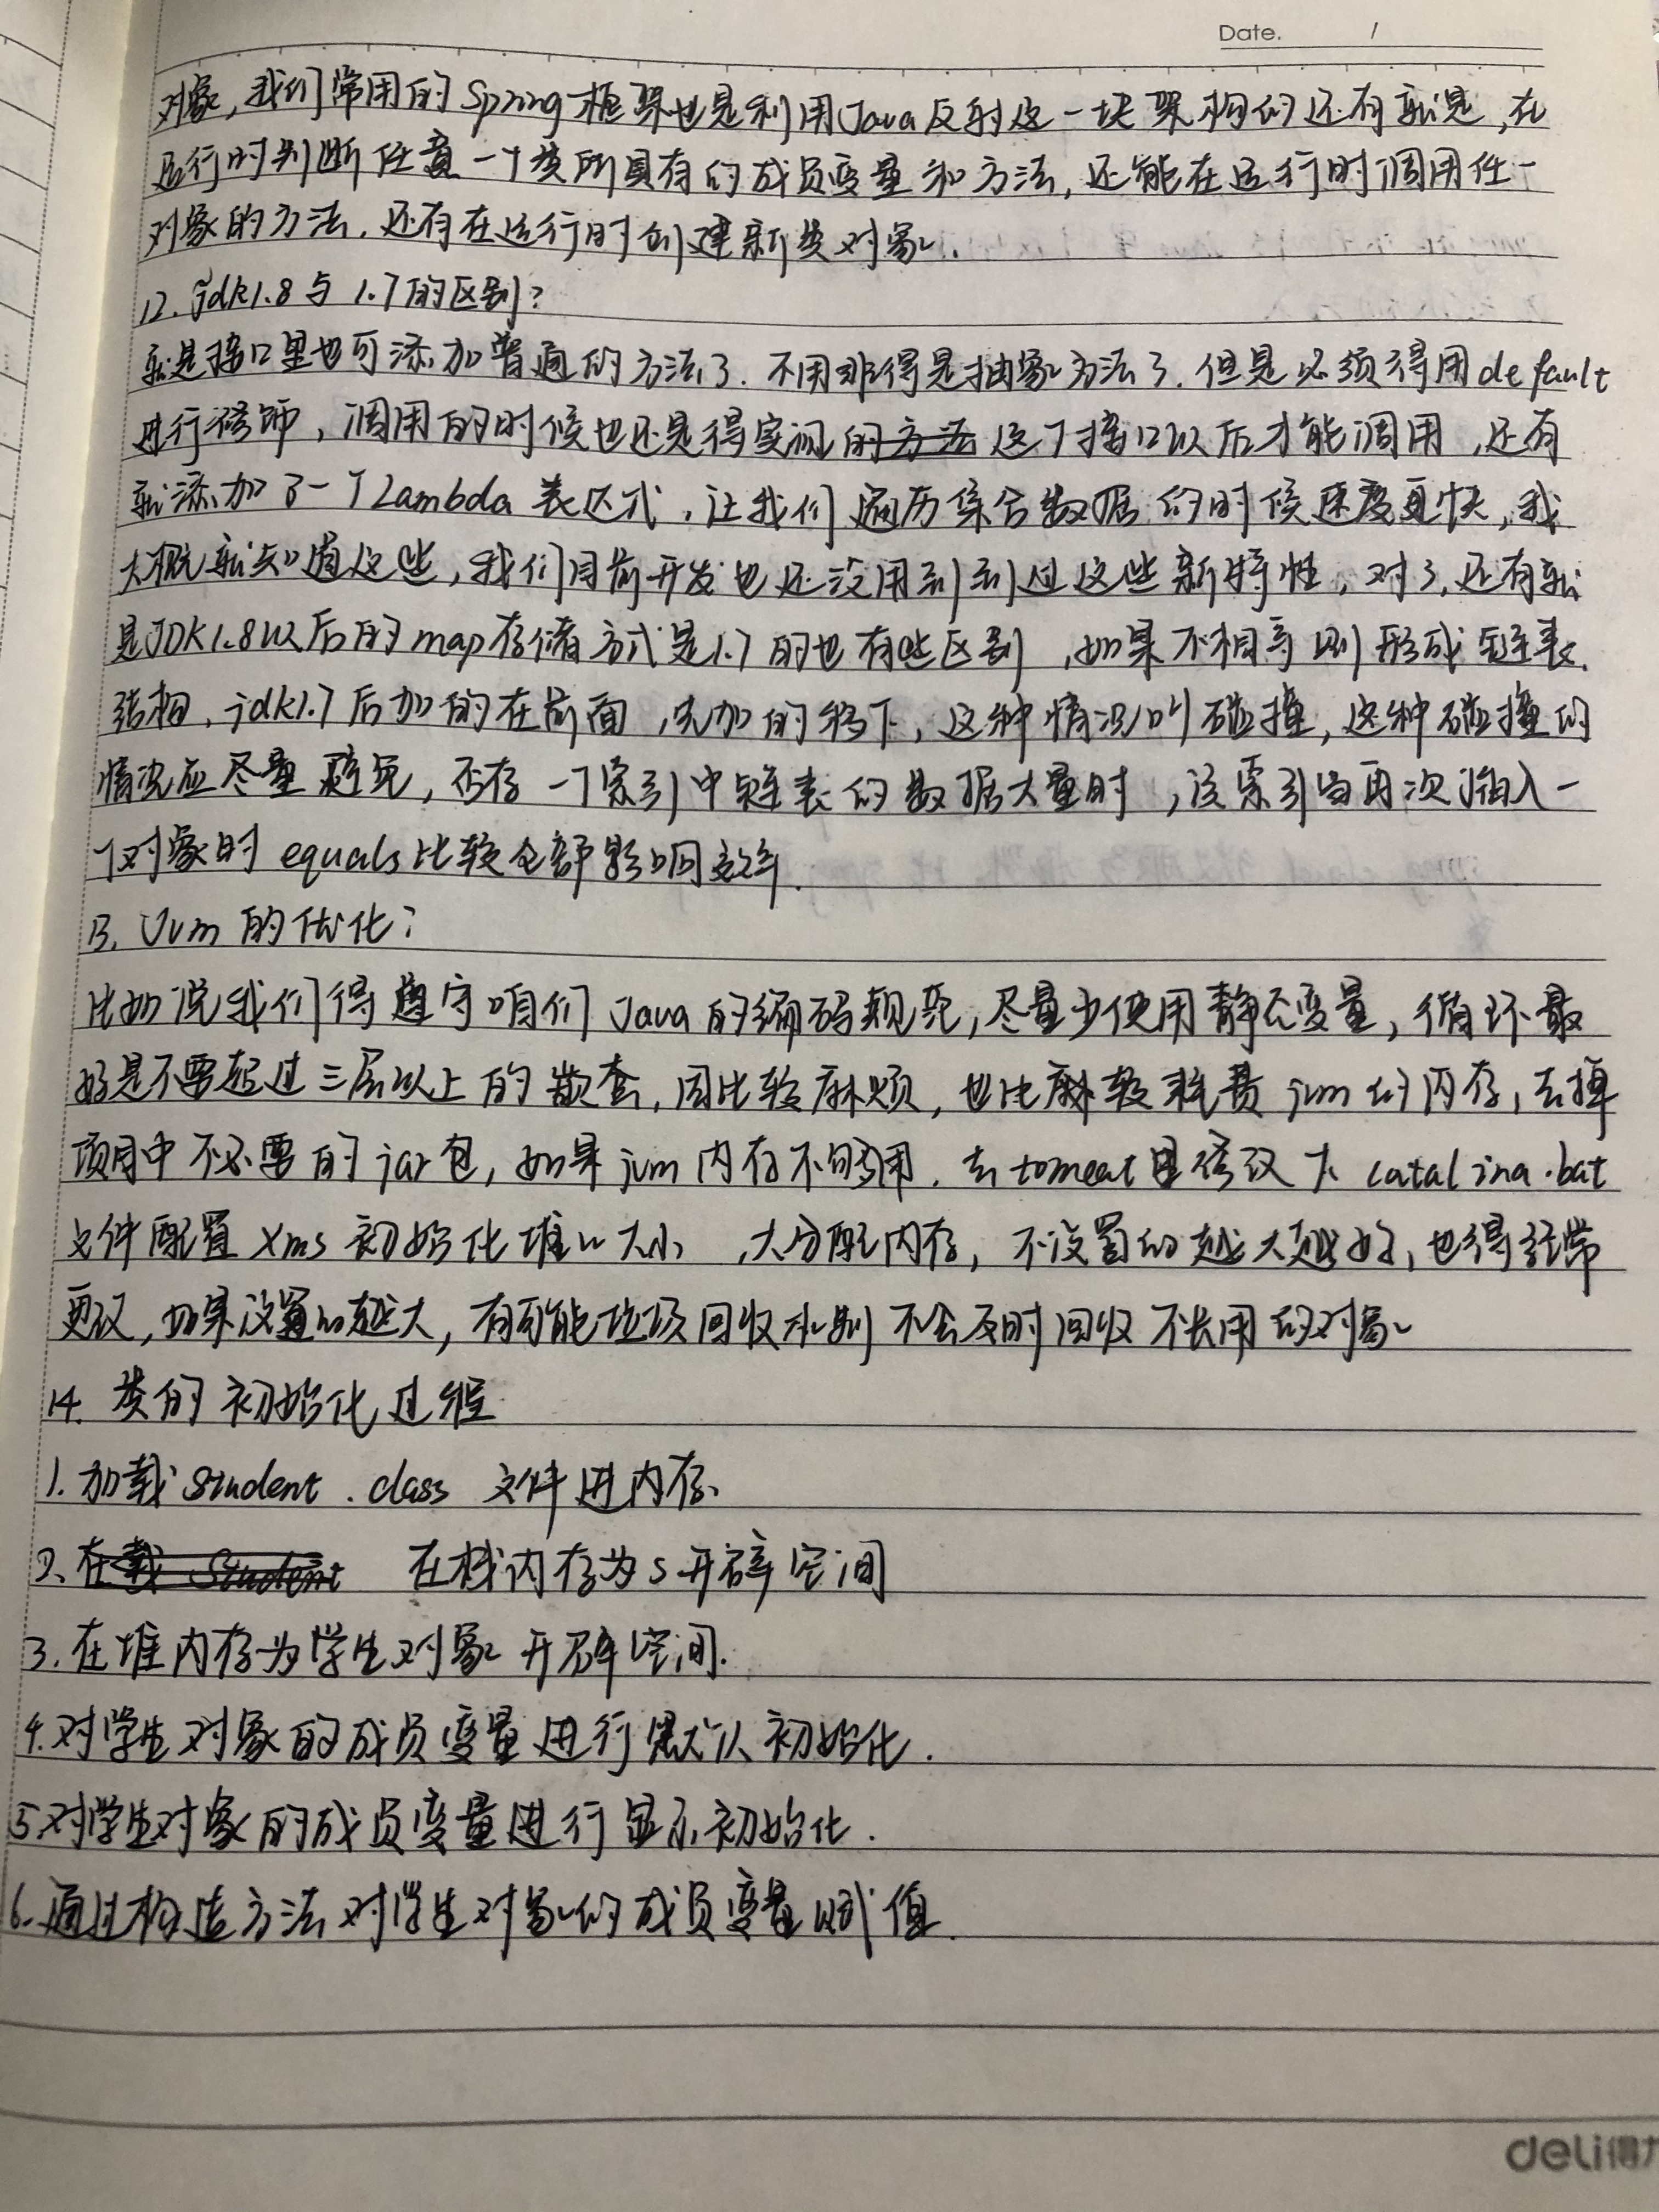 Date. /
对象,我们常用的Spring框架也是利用Java反射这一块架构的还有就是,在
运行时判断任意一个类所具有的成员变量和方法,还能在运行时调用任一
对象的方法.还有在运行时创建新类对象.
12. jdk1.8与1.7的区别?
就是接口里也可添加普通的方法了.不用非得是抽象方法了.但是必须得用default
进行修饰,调用的时候也还是得实现的方法这个接口以后才能调用,还有
就添加了一个Lambda表达式.让我们遍历集合数据的时候速度更快,我
大概就知道这些,我们目前开发也还没用到到过这些新特性,对了,还有就
是JDK1.8以后的map存储方式是1.7的也有些区别,如果不相等则形成链表.
结构,jdk1.7后加的在前面,先加的移下,这种情况叫碰撞,这种碰撞的
情况应尽量避免,否存一个索引中链表的数据大量时,该索引当再次插入一
个对象的equals比较全部影响效率.
13. Jvm的优化?
比如说我们得遵守咱们Java的编码规范,尽量少使用静态变量,循环最
好是不要超过三层以上的嵌套,因比较麻烦,也比麻较耗费jvm的内存,去掉
项目中不必要的jar包,如果jvm内存不够用.去tomcat里修改下catalina.bat
文件配置Xms初始化堆的大小,大分配内存,不设置的越大越好,也得经常
更改,如果设置的越大,有可能垃圾回收机制不会及时回收不长用的对象
14. 类的初始化过程
1.加载Student.class 文件进内存.
2、在载 Student 在栈内存为s开辟空间
3.在堆内存为学生对象开辟空间.
4.对学生对象的成员变量进行默认初始化.
5.对学生对象的成员变量进行显示初始化.
6.通过构造方法对学生对象的成员变量赋值.
deli得力